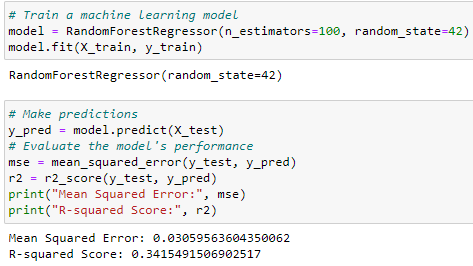 # Train a machine learning model
model = RandomForestRegressor(n_estimators=100, random_state=42)
model.fit(X_train, y_train)
RandomForestRegressor(random_state=42)
# Make predictions
y_pred = model.predict(X_test)
# Evaluate the model's performance
mse = mean_squared_error(y_test, y_pred)
r2 = r2_score(y_test, y_pred)
print("Mean Squared Error:", mse)
print("R-squared Score:", r2)
Mean Squared Error: 0.03059563604350062
R-squared Score: 0.3415491506902517